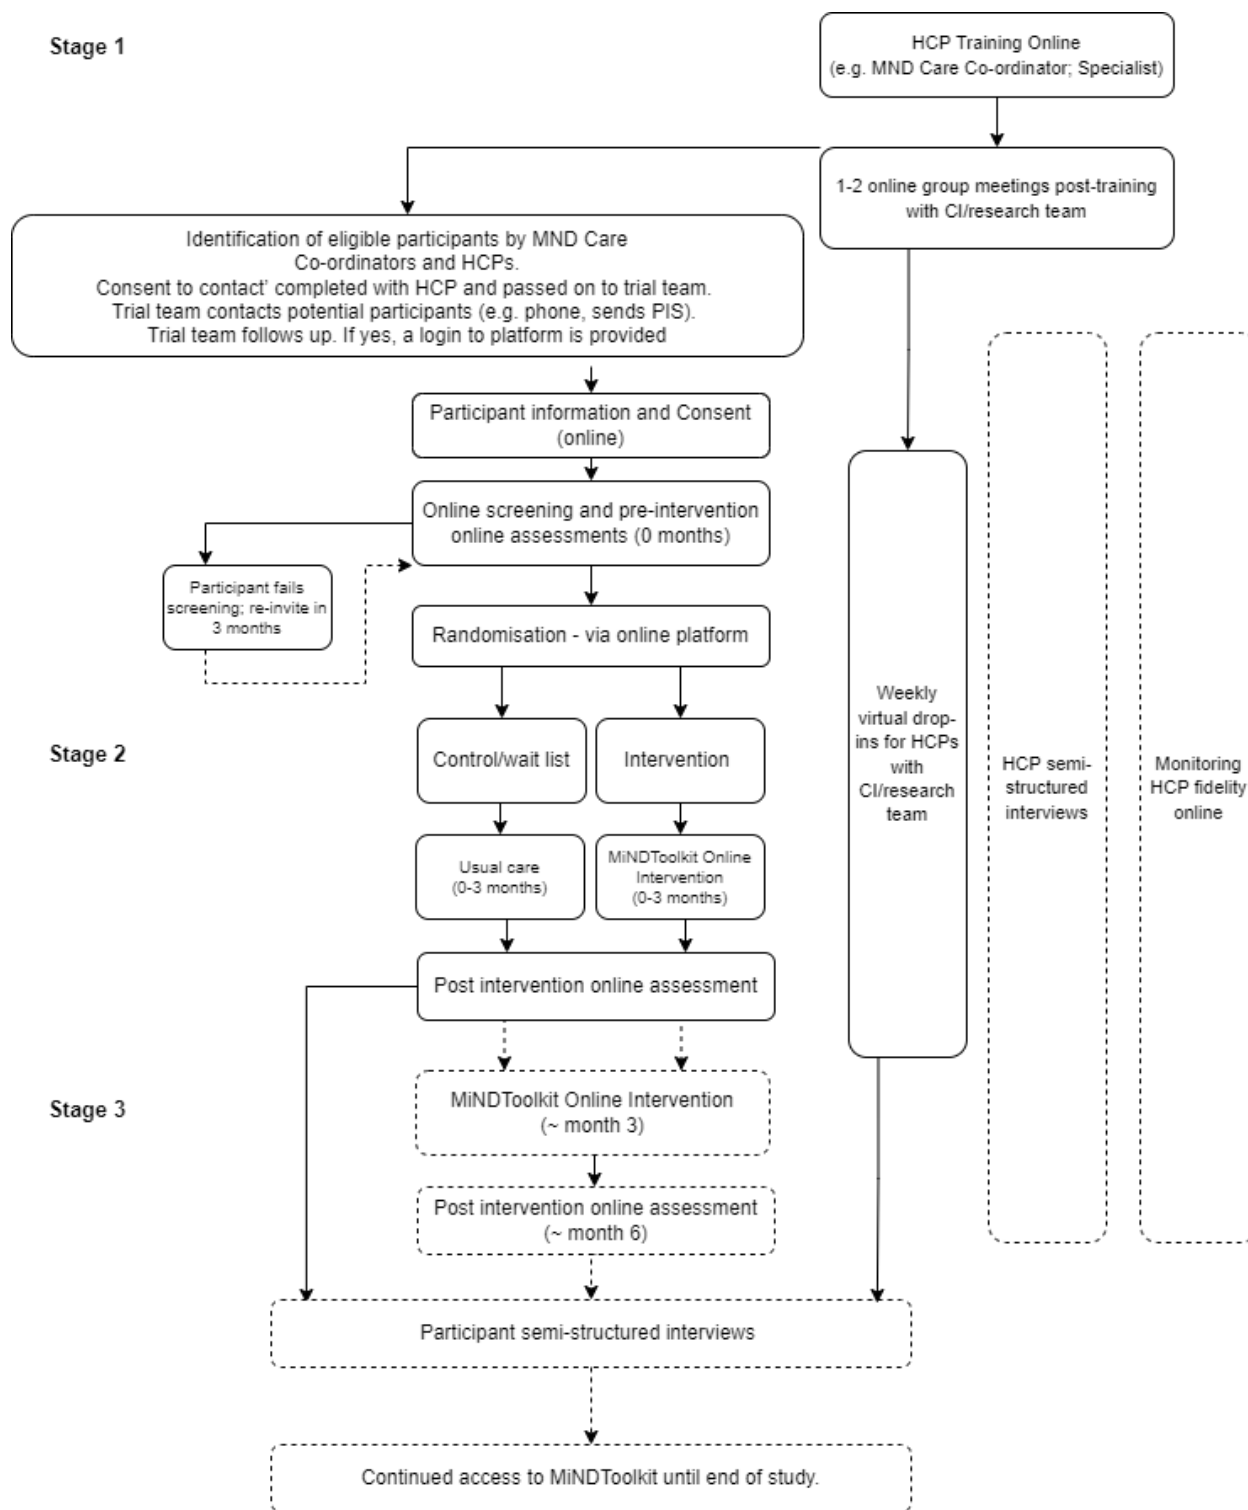 Stage 1
HCP Training Online
(e.g. MND Care Co-ordinator; Specialist)
1-2 online group meetings post-training
with CI/research team
Identification of eligible participants by MND Care
Co-ordinators and HCPs.
Consent to contact' completed with HCP and passed on to trial team.
Trial team contacts potential participants (e.g. phone, sends PIS).
Trial team follows up. If yes, a login to platform is provided
Participant information and Consent
(online)
Online screening and pre-intervention
online assessments (0 months)
Participant fails
screening; re-invite in
3 months
Randomisation - via online platform
Stage 2
Control/wait list
Intervention
Usual care
(0-3 months)
MiNDToolkit Online
Intervention
(0-3 months)
Weekly
virtual drop-
ins for HCPs
with
CI/research
team
HCP semi-
structured
interviews
Monitoring
HCP fidelity
online
Post intervention online assessment
Stage 3
MiNDToolkit Online Intervention
(~ month 3)
Post intervention online assessment
(~ month 6)
Participant semi-structured interviews
Continued access to MiNDToolkit until end of study.